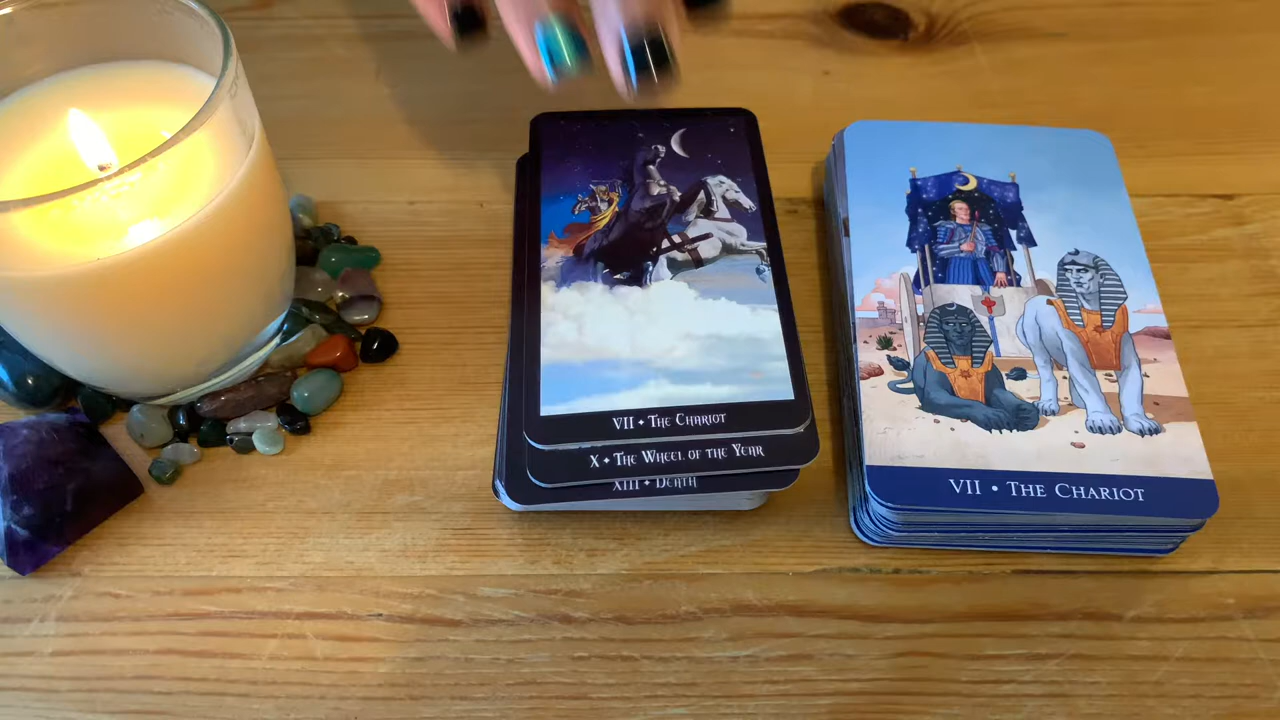 VII • The Chariot
X • The Wheel of the Year
XIII • Death
VII • The Chariot